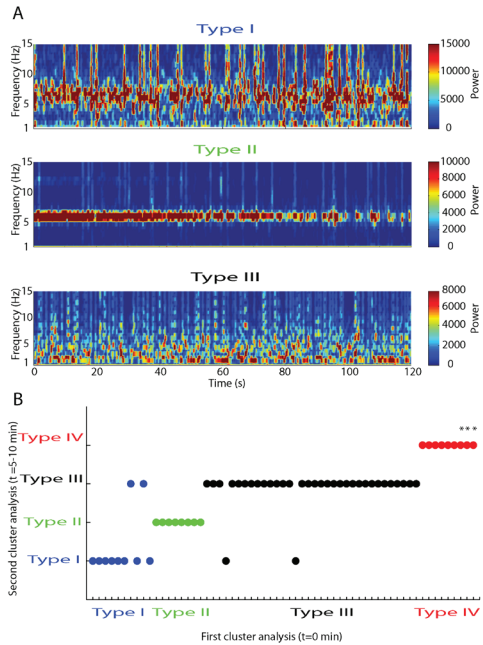 A
Type I
Frequency (Hz)
15
10
5
1
15000
10000
5000
0
Power
Type II
Frequency (Hz)
15
10
5
1
10000
8000
6000
4000
2000
0
Power
Type III
Frequency (Hz)
15
10
5
1
0 20 40 60 80 100 120
Time (s)
8000
6000
4000
2000
0
Power
B
Second cluster analysis (t =5-10 min)
Type IV
Type III
Type II
Type I
***
Type I Type II Type III Type IV
First cluster analysis (t=0 min)